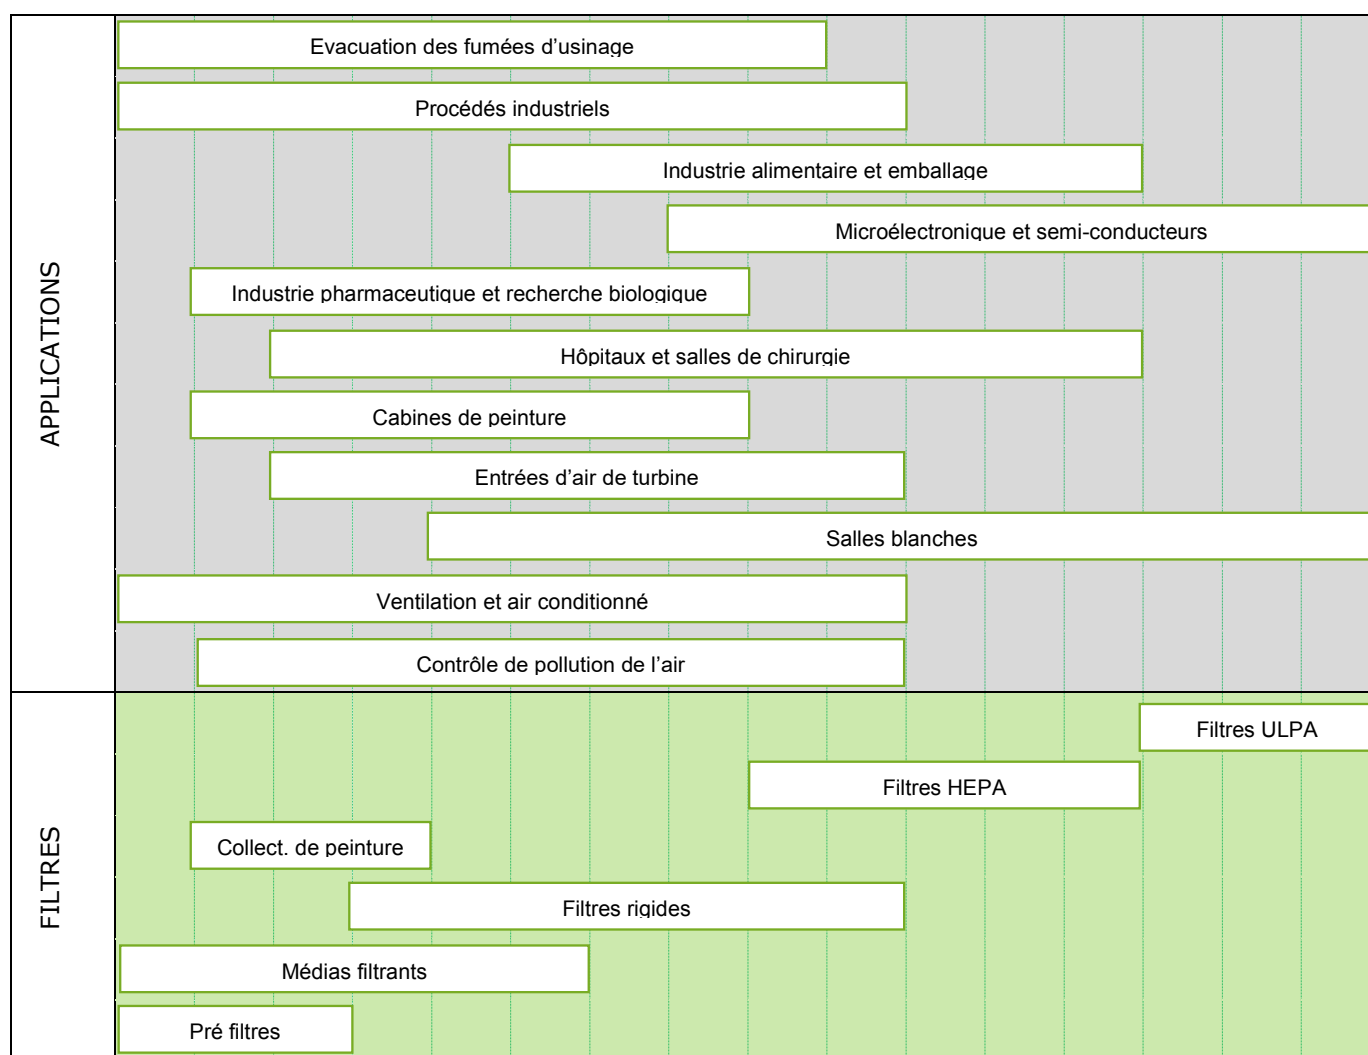 APPLICATIONS
Evacuation des fumées d'usinage
Procédés industriels
Industrie alimentaire et emballage
Microélectronique et semi-conducteurs
Industrie pharmaceutique et recherche biologique
Hôpitaux et salles de chirurgie
Cabines de peinture
Entrées d'air de turbine
Salles blanches
Ventilation et air conditionné
Contrôle de pollution de l'air
FILTRES
Filtres ULPA
Filtres HEPA
Collect. de peinture
Filtres rigides
Médias filtrants
Pré filtres